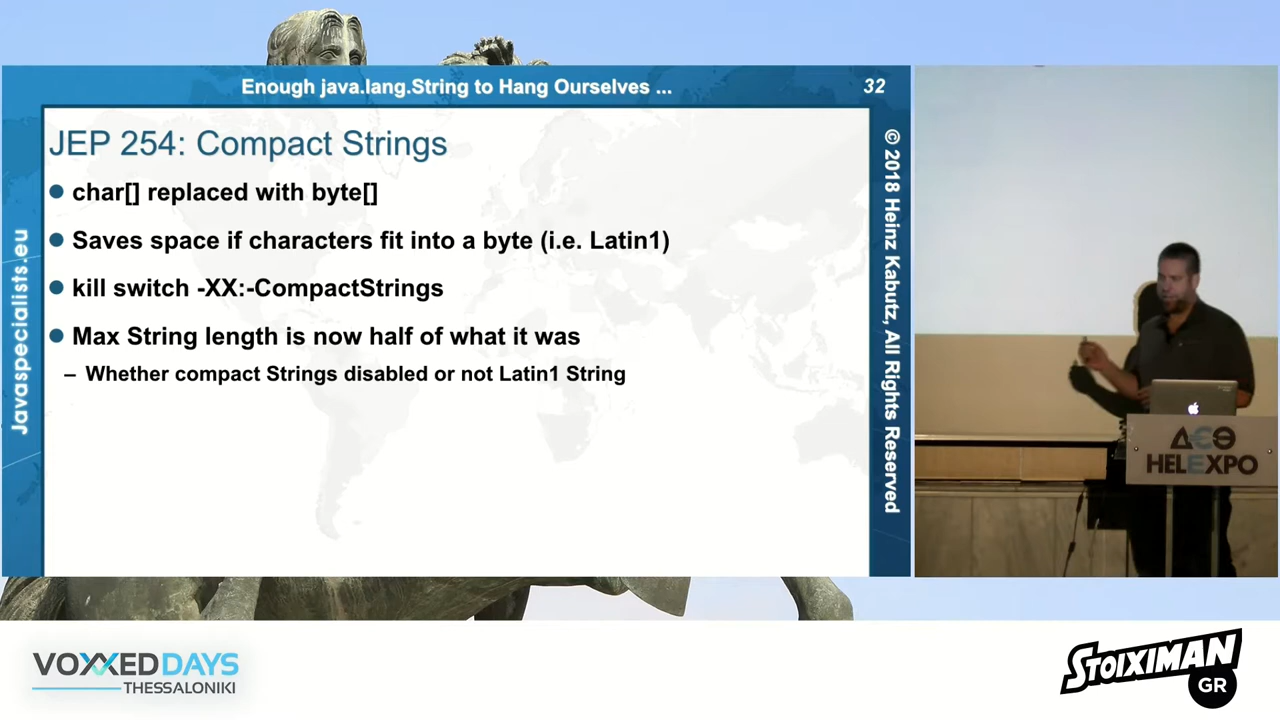 Enough java.lang.String to Hang Ourselves ...
32
JEP 254: Compact Strings
char[] replaced with byte[]
Saves space if characters fit into a byte (i.e. Latin1)
kill switch -XX:-CompactStrings
Max String length is now half of what it was
– Whether compact Strings disabled or not Latin1 String
Javaspecialists.eu
© 2018 Heinz Kabutz, All Rights Reserved
ΔΕΘ
HELEXPO
VOXXED DAYS
THESSALONIKI
STOIXIMAN
GR